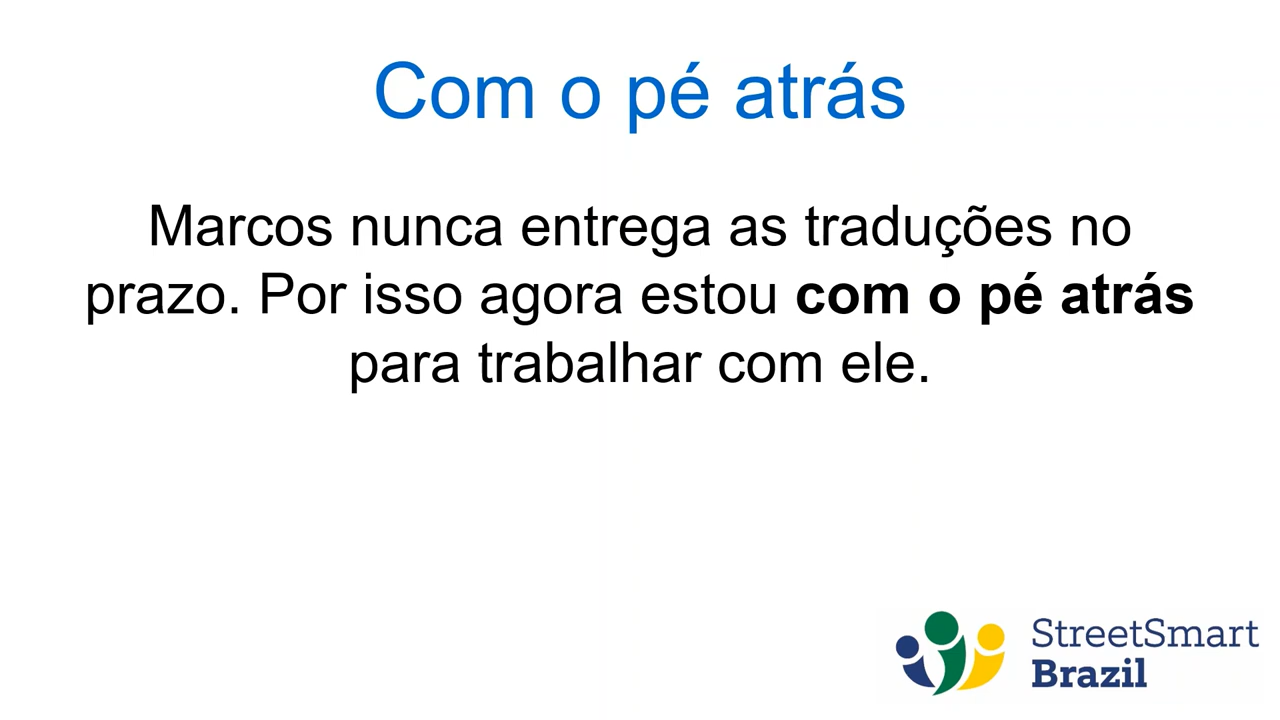 Com o pé atrás
Marcos nunca entrega as traduções no
prazo. Por isso agora estou com o pé atrás
para trabalhar com ele.
StreetSmart
Brazil